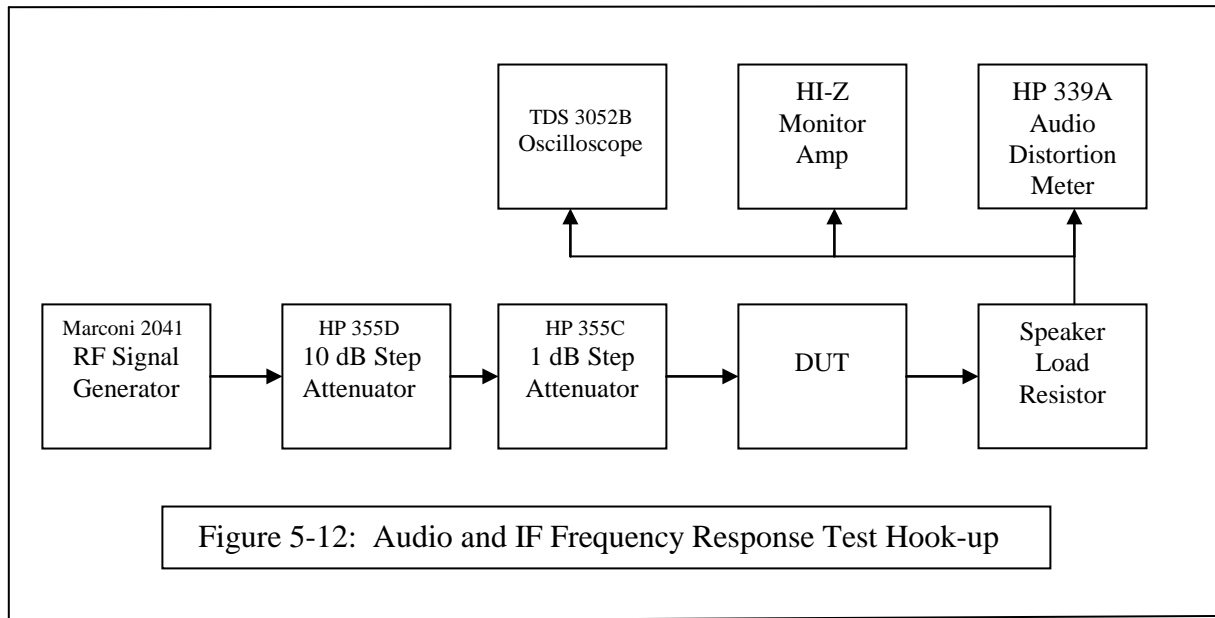 TDS 3052B
Oscilloscope
HI-Z
Monitor
Amp
HP 339A
Audio
Distortion
Meter
Marconi 2041
RF Signal
Generator
HP 355D
10 dB Step
Attenuator
HP 355C
1 dB Step
Attenuator
DUT
Speaker
Load
Resistor
Figure 5-12: Audio and IF Frequency Response Test Hook-up